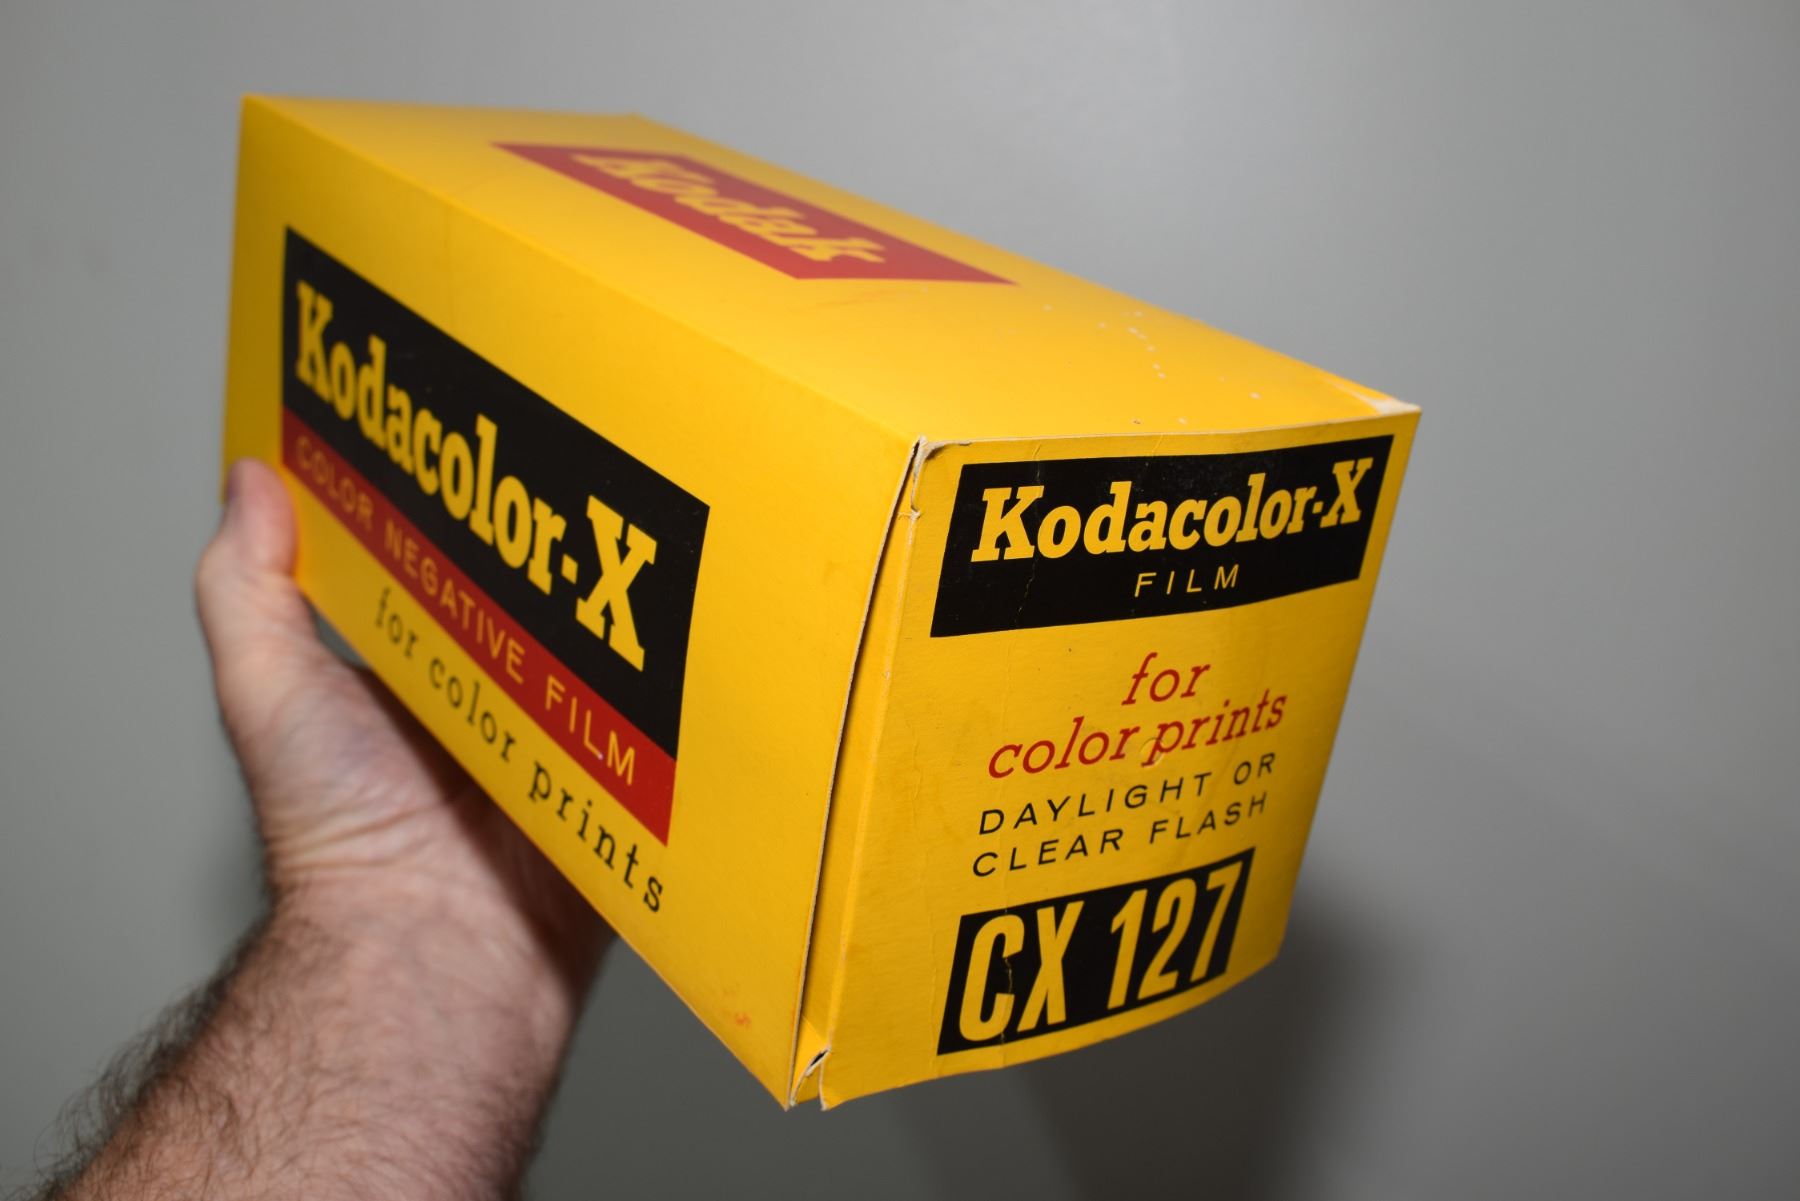 Kodak
Kodacolor-X
COLOR NEGATIVE FILM
for color prints
Kodacolor-X
FILM
for
color prints
DAYLIGHT OR
CLEAR FLASH
CX 127